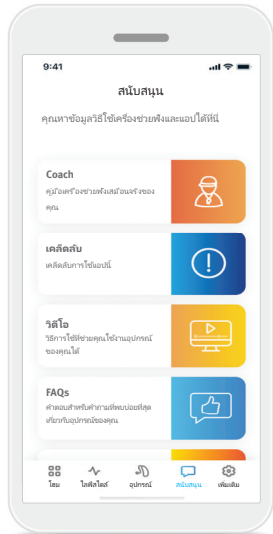 9:41
สนับสนุน
คุณหาข้อมูลวิธีใช้เครื่องช่วยฟังและแอปได้ที่นี่
Coach
คู่มือเครื่องช่วยฟังเสมือนจริงของ
คุณ
เคล็ดลับ
เคล็ดลับการใช้แอปนี้
วิดีโอ
วิธีการใช้ที่ช่วยคุณใช้งานอุปกรณ์
ของคุณได้
FAQs
คำตอบสำหรับคำถามที่พบบ่อยที่สุด
เกี่ยวกับอุปกรณ์ของคุณ
โฮม ไลฟ์สไตล์ อุปกรณ์ สนับสนุน เพิ่มเติม